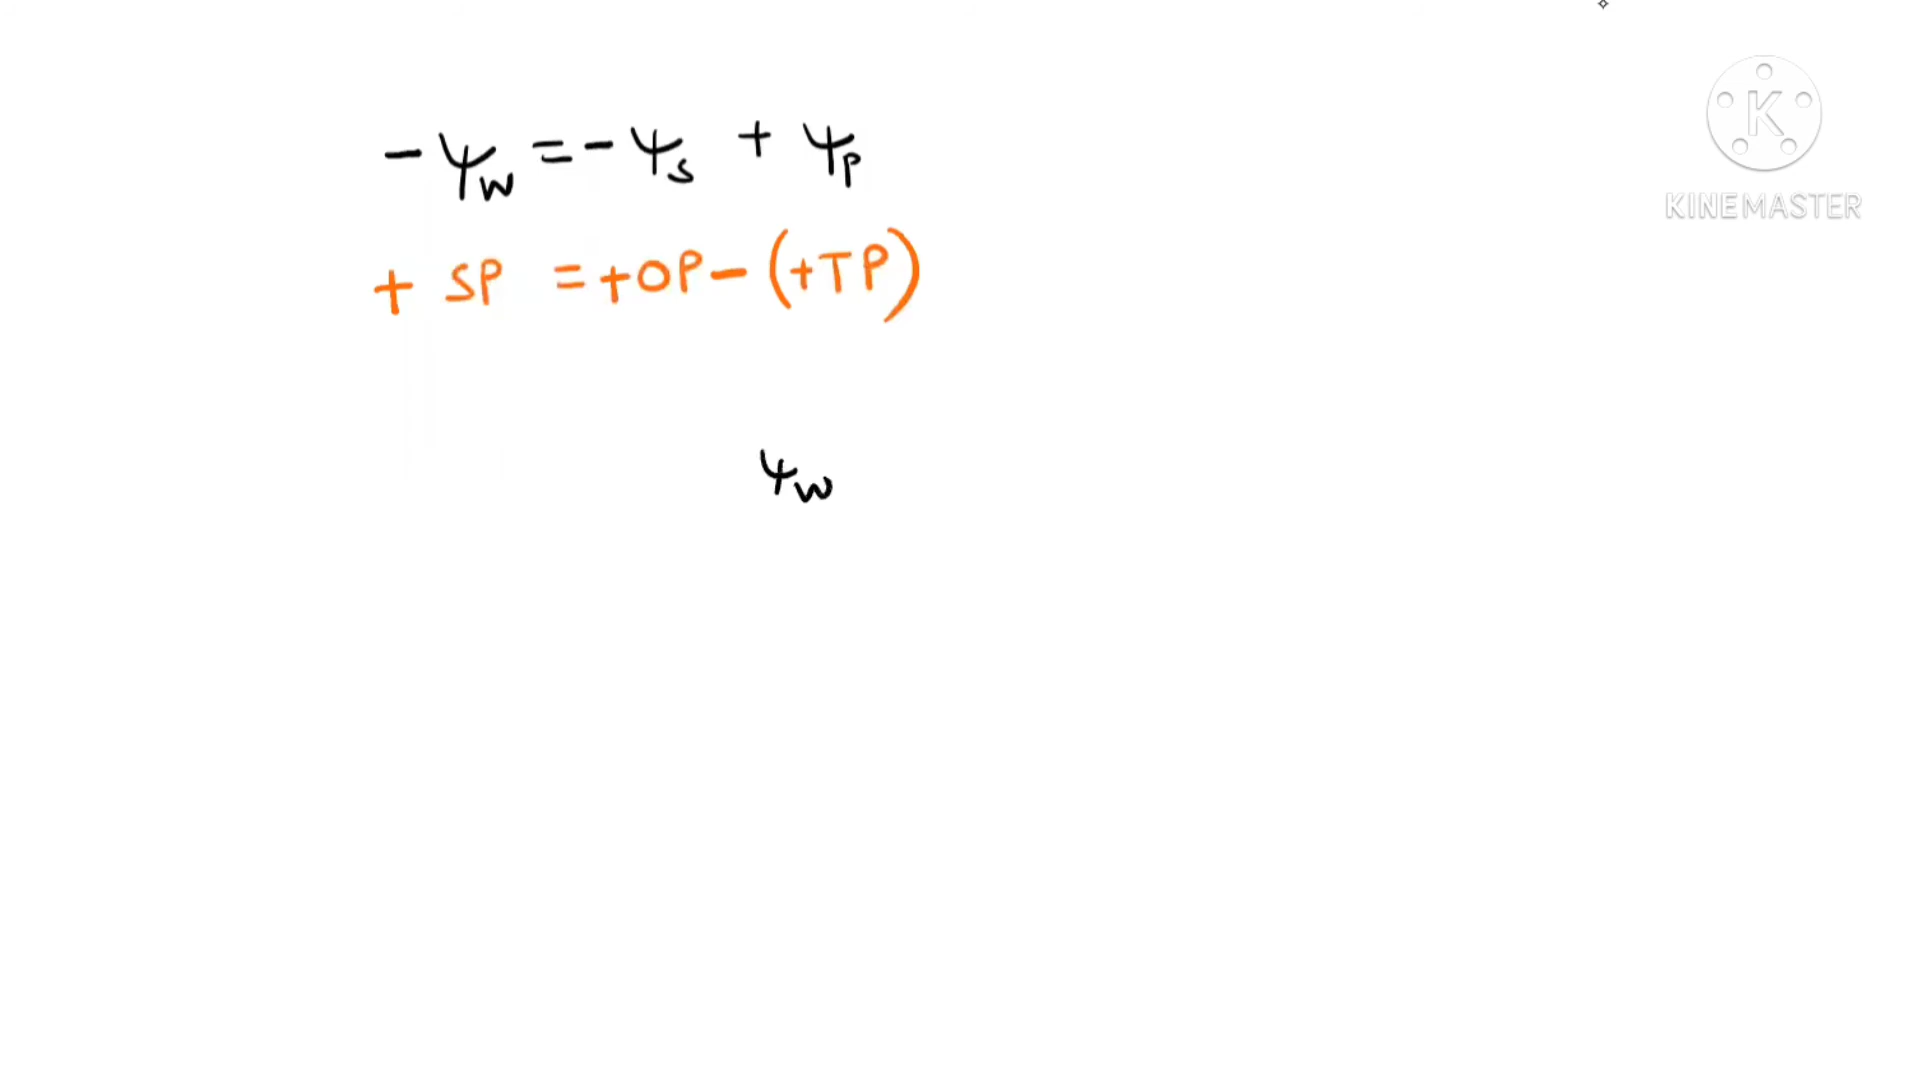 - Ψw = - Ψs + Ψp
KINEMASTER
+ SP = +OP - (+TP)
Ψw